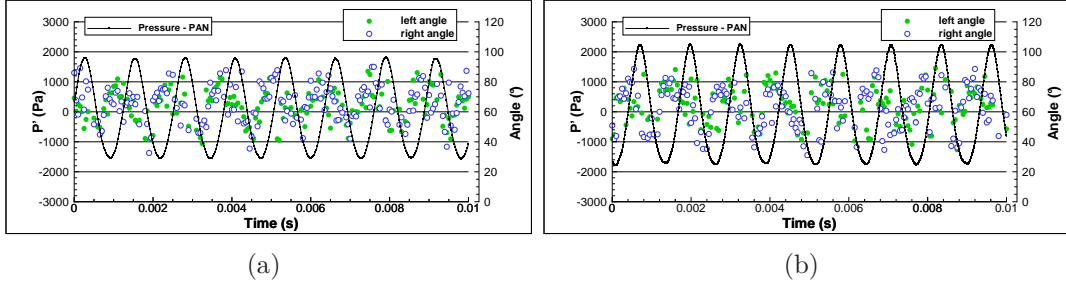 Pressure - PAN
left angle
right angle
3000
2000
1000
0
-1000
-2000
-3000
P' (Pa)
120
100
80
60
40
20
0
Angle (°)
0 0.002 0.004 0.006 0.008 0.01
Time (s)
(a)
Pressure - PAN
left angle
right angle
3000
2000
1000
0
-1000
-2000
-3000
P' (Pa)
120
100
80
60
40
20
0
Angle (°)
0 0.002 0.004 0.006 0.008 0.01
Time (s)
(b)